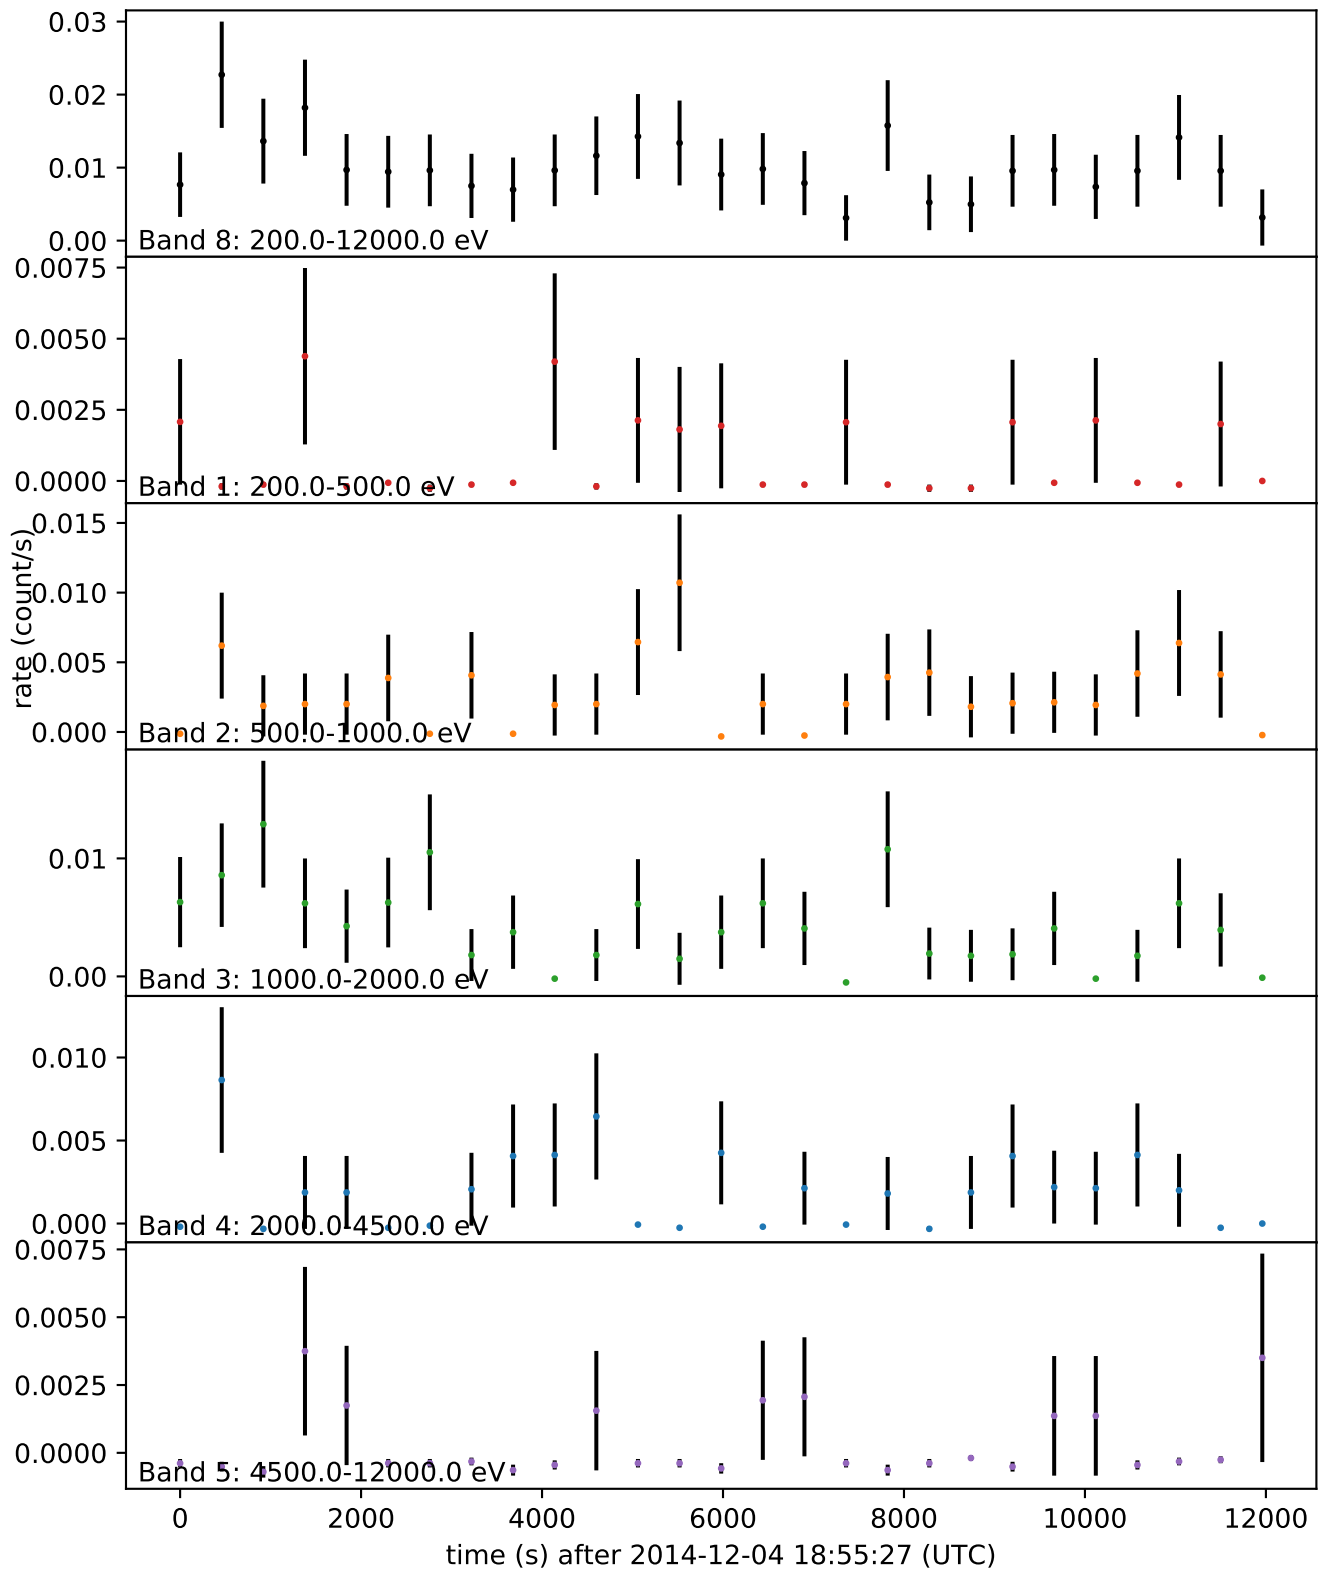 0.03
0.02
0.01
0.00
Band 8: 200.0-12000.0 eV
0.0075
0.0050
0.0025
0.0000
Band 1: 200.0-500.0 eV
rate (count/s)
0.015
0.010
0.005
0.000
Band 2: 500.0-1000.0 eV
0.01
0.00
Band 3: 1000.0-2000.0 eV
0.010
0.005
0.000
Band 4: 2000.0-4500.0 eV
0.0075
0.0050
0.0025
0.0000
Band 5: 4500.0-12000.0 eV
0 2000 4000 6000 8000 10000 12000
time (s) after 2014-12-04 18:55:27 (UTC)